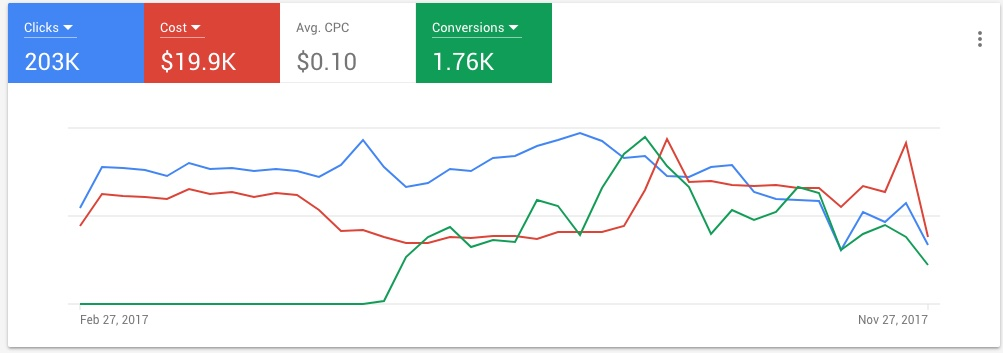 Clicks Cost Avg. CPC Conversions
203K $19.9K $0.10 1.76K
Feb 27, 2017 Nov 27, 2017